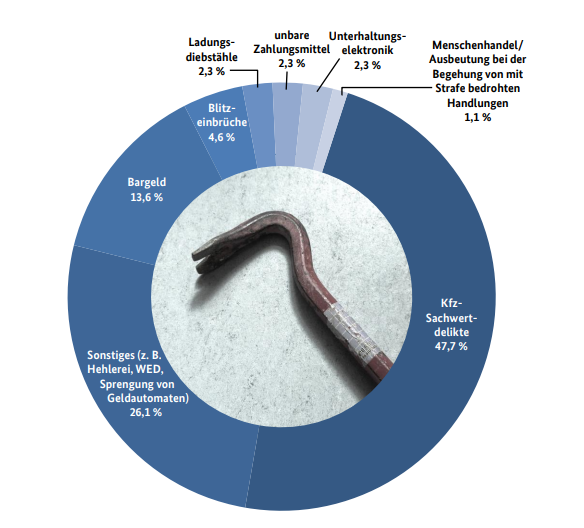 Ladungs-
diebstähle
2,3 %
unbare
Zahlungsmittel
2,3 %
Unterhaltungs-
elektronik
2,3 %
Menschenhandel/
Ausbeutung bei der
Begehung von mit
Strafe bedrohten
Handlungen
1,1 %
Blitz-
einbrüche
4,6 %
Bargeld
13,6 %
Kfz-
Sachwert-
delikte
47,7 %
Sonstiges (z. B.
Hehlerei, WED,
Sprengung von
Geldautomaten)
26,1 %